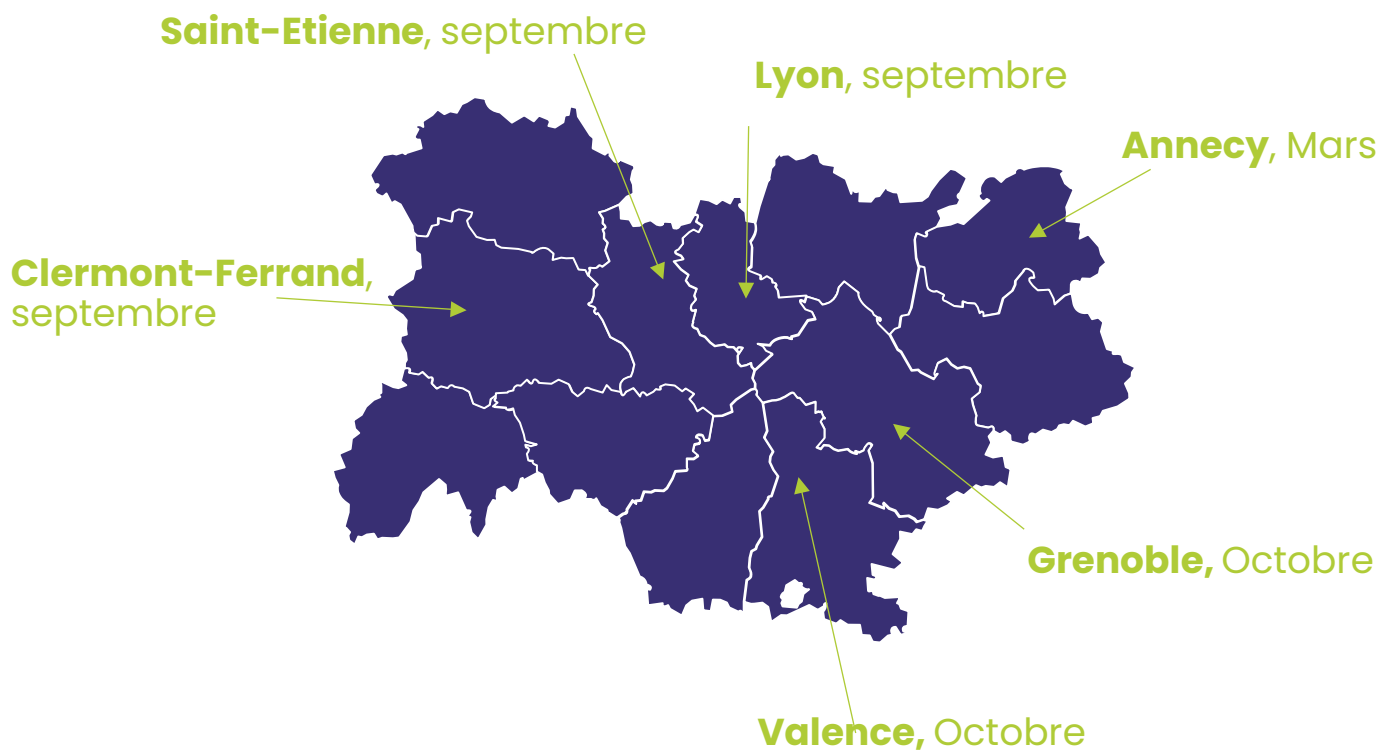 Saint-Etienne, septembre
Lyon, septembre
Annecy, Mars
Clermont-Ferrand,
septembre
Grenoble, Octobre
Valence, Octobre